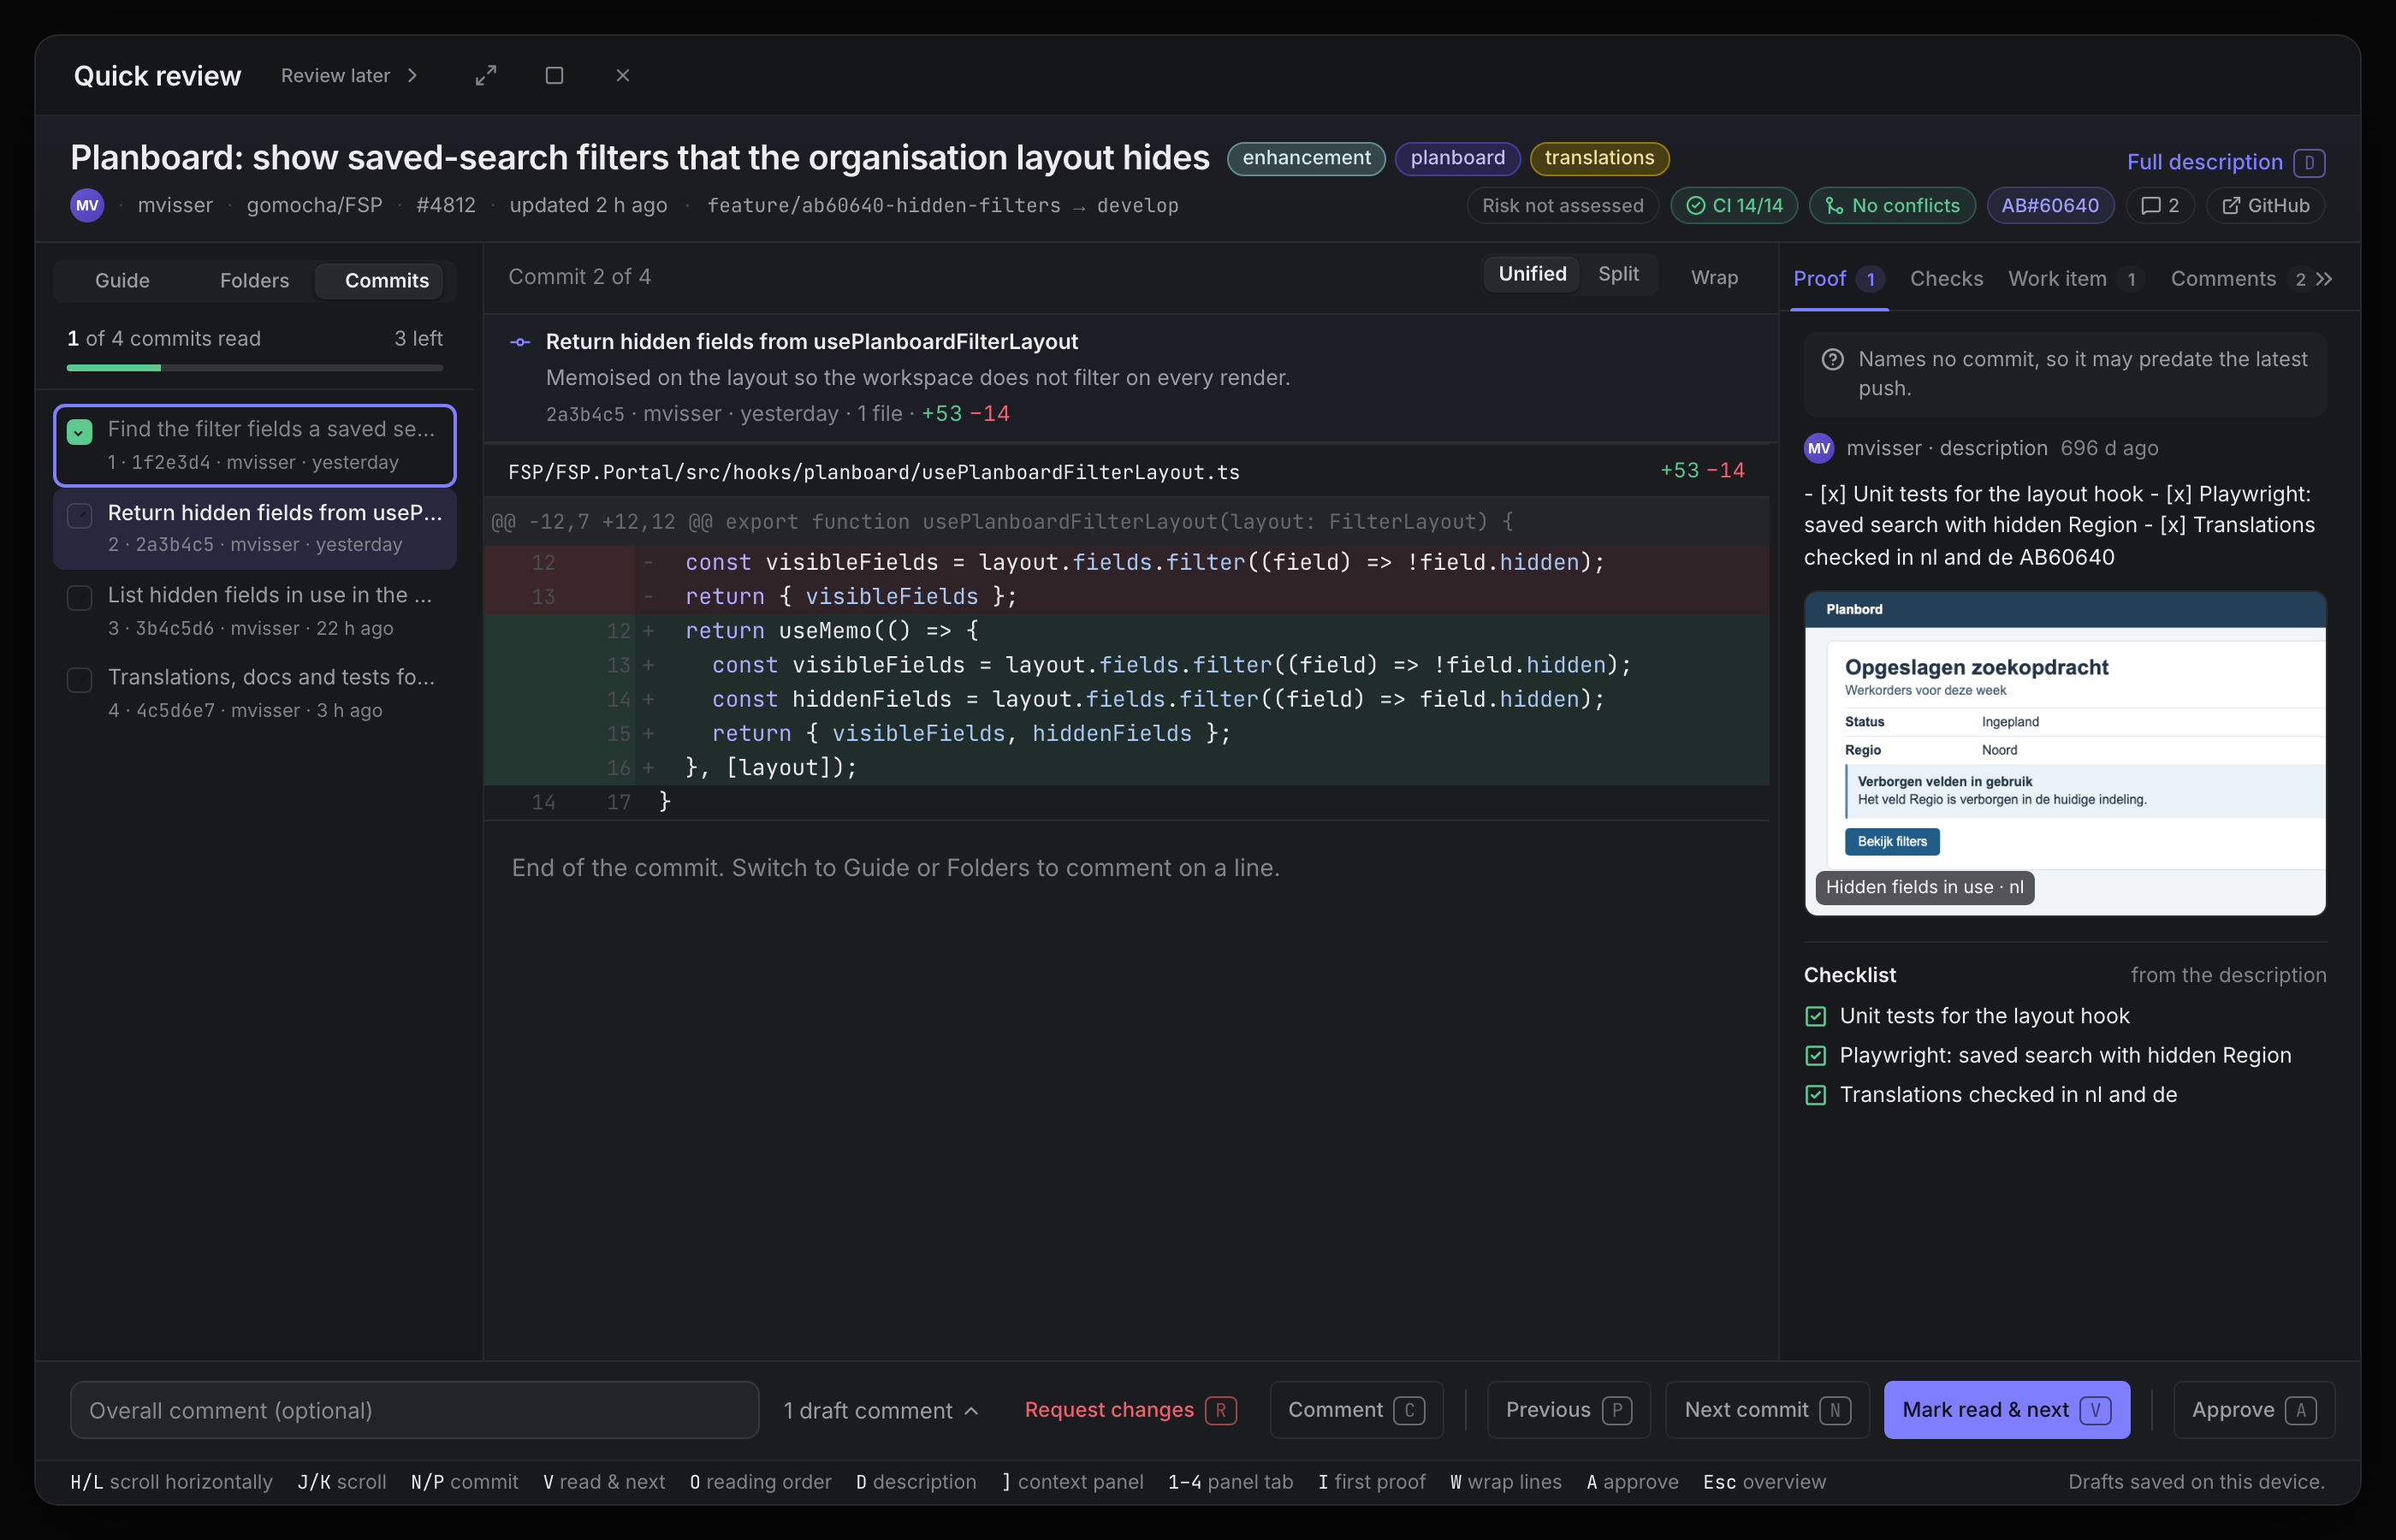 Quick review
Review later
Planboard: show saved-search filters that the organisation layout hides
enhancement
planboard
translations
Full description D
MV · mvisser · gomocha/FSP · #4812 · updated 2 h ago · feature/ab60640-hidden-filters → develop
Risk not assessed
CI 14/14
No conflicts
AB#60640
2
GitHub
Guide
Folders
Commits
1 of 4 commits read
3 left
Find the filter fields a saved se...
1 · 1f2e3d4 · mvisser · yesterday
Return hidden fields from useP...
2 · 2a3b4c5 · mvisser · yesterday
List hidden fields in use in the ...
3 · 3b4c5d6 · mvisser · 22 h ago
Translations, docs and tests fo...
4 · 4c5d6e7 · mvisser · 3 h ago
Commit 2 of 4
Unified
Split
Wrap
Return hidden fields from usePlanboardFilterLayout
Memoised on the layout so the workspace does not filter on every render.
2a3b4c5 · mvisser · yesterday · 1 file · +53 −14
FSP/FSP.Portal/src/hooks/planboard/usePlanboardFilterLayout.ts
+53 −14
@@ -12,7 +12,12 @@ export function usePlanboardFilterLayout(layout: FilterLayout) {
12 - const visibleFields = layout.fields.filter((field) => !field.hidden);
13 - return { visibleFields };
12 + return useMemo(() => {
13 + const visibleFields = layout.fields.filter((field) => !field.hidden);
14 + const hiddenFields = layout.fields.filter((field) => field.hidden);
15 + return { visibleFields, hiddenFields };
16 + }, [layout]);
14 17 }
End of the commit. Switch to Guide or Folders to comment on a line.
Proof 1
Checks
Work item 1
Comments 2
Names no commit, so it may predate the latest
push.
MV mvisser · description 696 d ago
- [x] Unit tests for the layout hook - [x] Playwright:
saved search with hidden Region - [x] Translations
checked in nl and de AB60640
Planbord
Opgeslagen zoekopdracht
Werkorders voor deze week
Status Ingepland
Regio Noord
Verborgen velden in gebruik
Het veld Regio is verborgen in de huidige indeling.
Bekijk filters
Hidden fields in use · nl
Checklist
from the description
Unit tests for the layout hook
Playwright: saved search with hidden Region
Translations checked in nl and de
Overall comment (optional)
1 draft comment
Request changes R
Comment C
Previous P
Next commit N
Mark read & next V
Approve A
H/L scroll horizontally J/K scroll N/P commit V read & next O reading order D description ] context panel 1–4 panel tab I first proof W wrap lines A approve Esc overview
Drafts saved on this device.